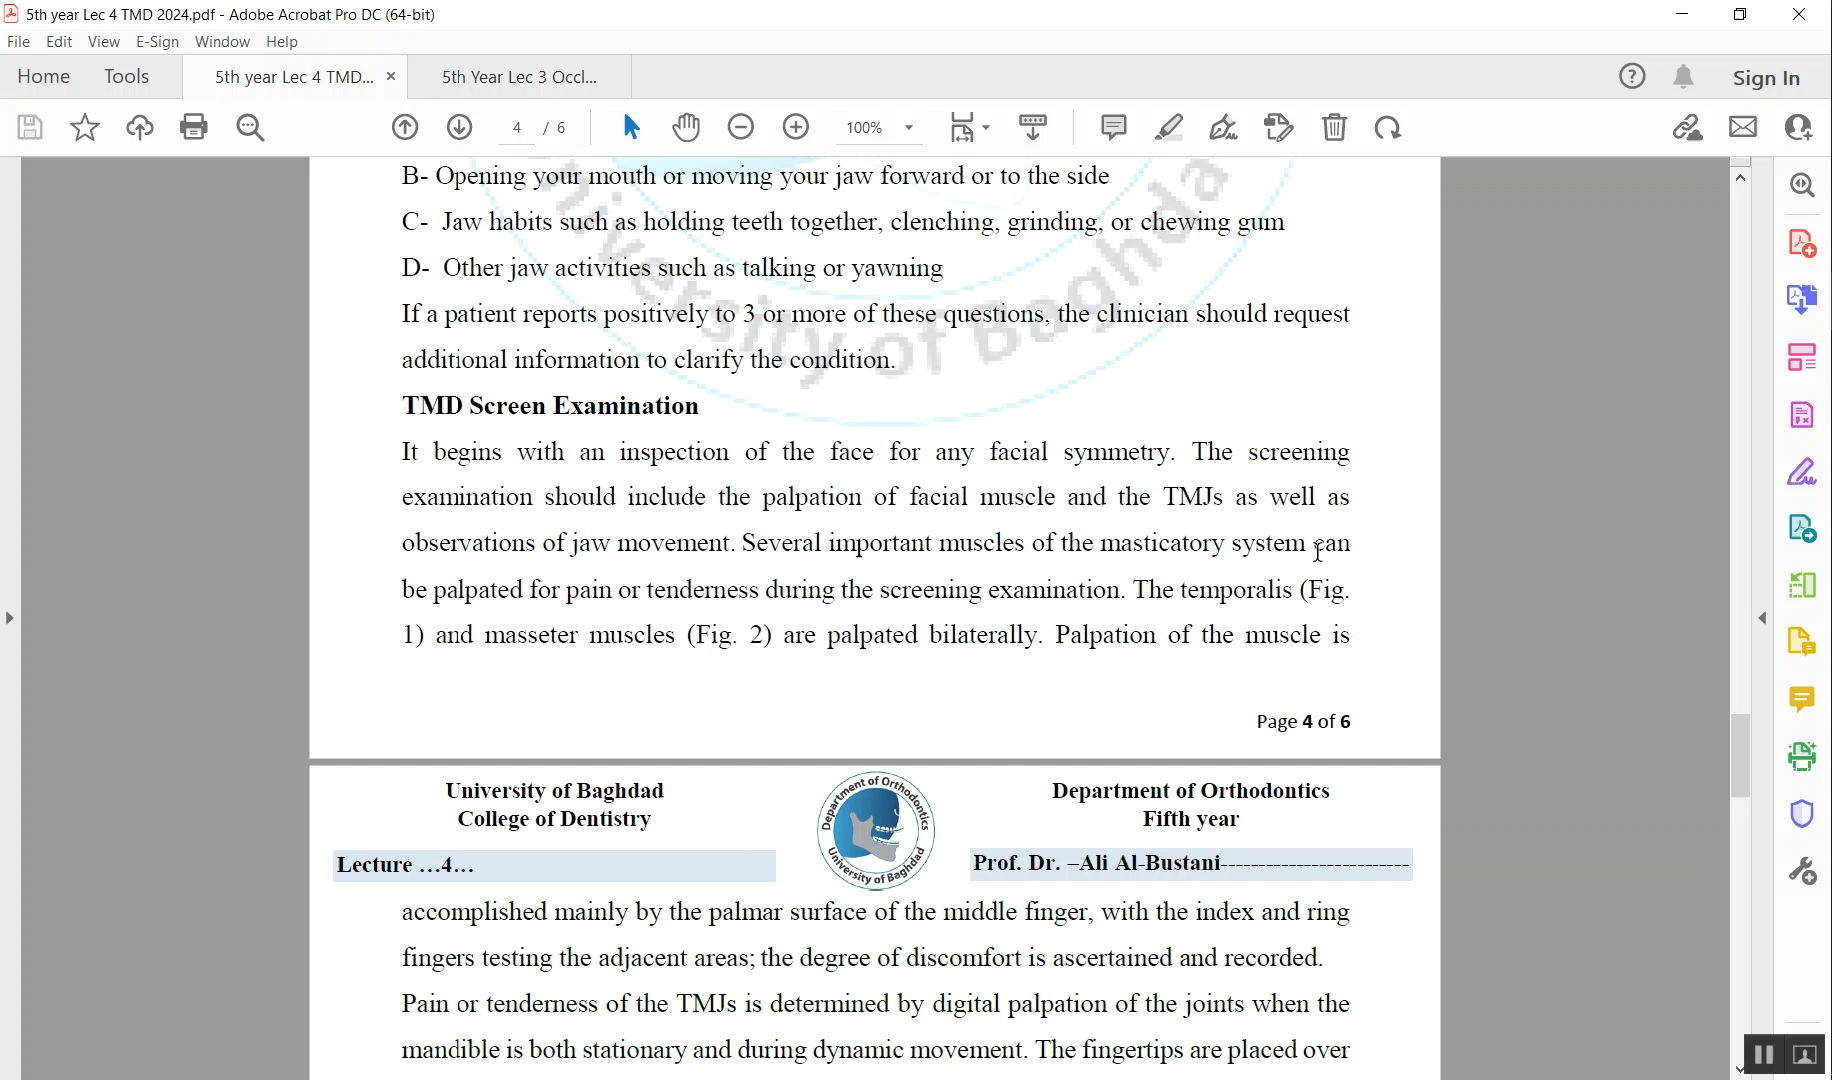 5th year Lec 4 TMD 2024.pdf - Adobe Acrobat Pro DC (64-bit)
File Edit View E-Sign Window Help
Home Tools 5th year Lec 4 TMD... × 5th Year Lec 3 Occl... Sign In
4 / 6 100%
B- Opening your mouth or moving your jaw forward or to the side
C- Jaw habits such as holding teeth together, clenching, grinding, or chewing gum
D- Other jaw activities such as talking or yawning
If a patient reports positively to 3 or more of these questions, the clinician should request
additional information to clarify the condition.
University of Baghdad
TMD Screen Examination
It begins with an inspection of the face for any facial symmetry. The screening
examination should include the palpation of facial muscle and the TMJs as well as
observations of jaw movement. Several important muscles of the masticatory system can
be palpated for pain or tenderness during the screening examination. The temporalis (Fig.
1) and masseter muscles (Fig. 2) are palpated bilaterally. Palpation of the muscle is
Page 4 of 6
University of Baghdad
College of Dentistry
Department of Orthodontics
University of Baghdad
Department of Orthodontics
Fifth year
Lecture ...4...
Prof. Dr. –Ali Al-Bustani-------------------------
accomplished mainly by the palmar surface of the middle finger, with the index and ring
fingers testing the adjacent areas; the degree of discomfort is ascertained and recorded.
Pain or tenderness of the TMJs is determined by digital palpation of the joints when the
mandible is both stationary and during dynamic movement. The fingertips are placed over